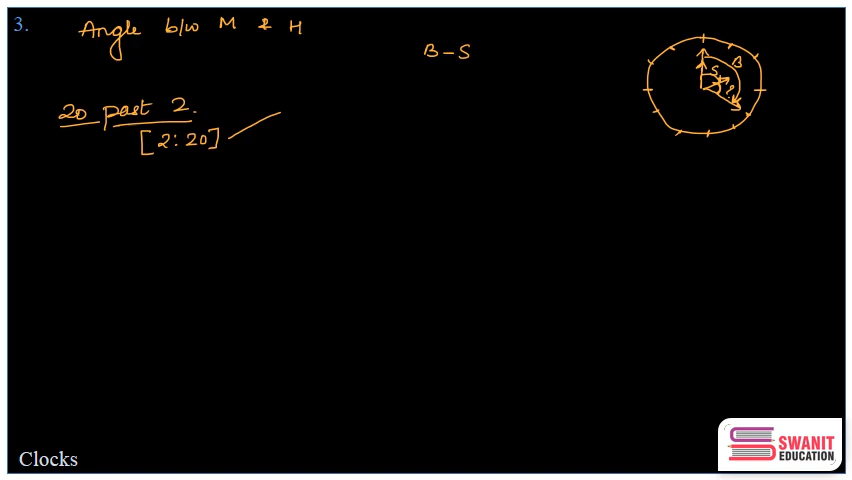 3.
Angle b/w M & H
B - S
20 past 2.
[2:20]
B
S
?
Clocks
SWANIT
EDUCATION